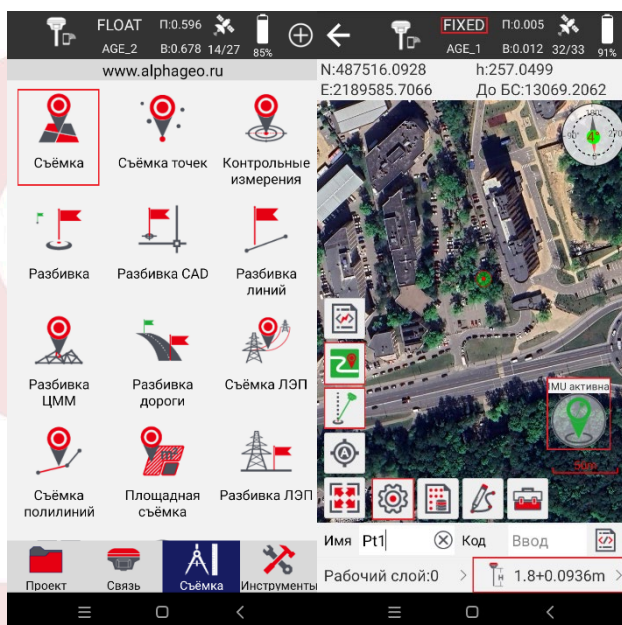 FLOAT П:0.596
AGE_2 В:0.678 14/27 85%
www.alphageo.ru
Съёмка
Съёмка точек
Контрольные
измерения
Разбивка
Разбивка CAD
Разбивка
линий
Разбивка
ЦММ
Разбивка
дороги
Съёмка ЛЭП
Съёмка
полилиний
Площадная
съёмка
Разбивка ЛЭП
Проект
Связь
Съёмка
Инструменты
FIXED П:0.005
AGE_1 В:0.012 32/33 91%
N:487516.0928 h:257.0499
E:2189585.7066 До БС:13069.2062
IMU активна
50m
Имя Pt1 Код Ввод
Рабочий слой:0 > H 1.8+0.0936m >